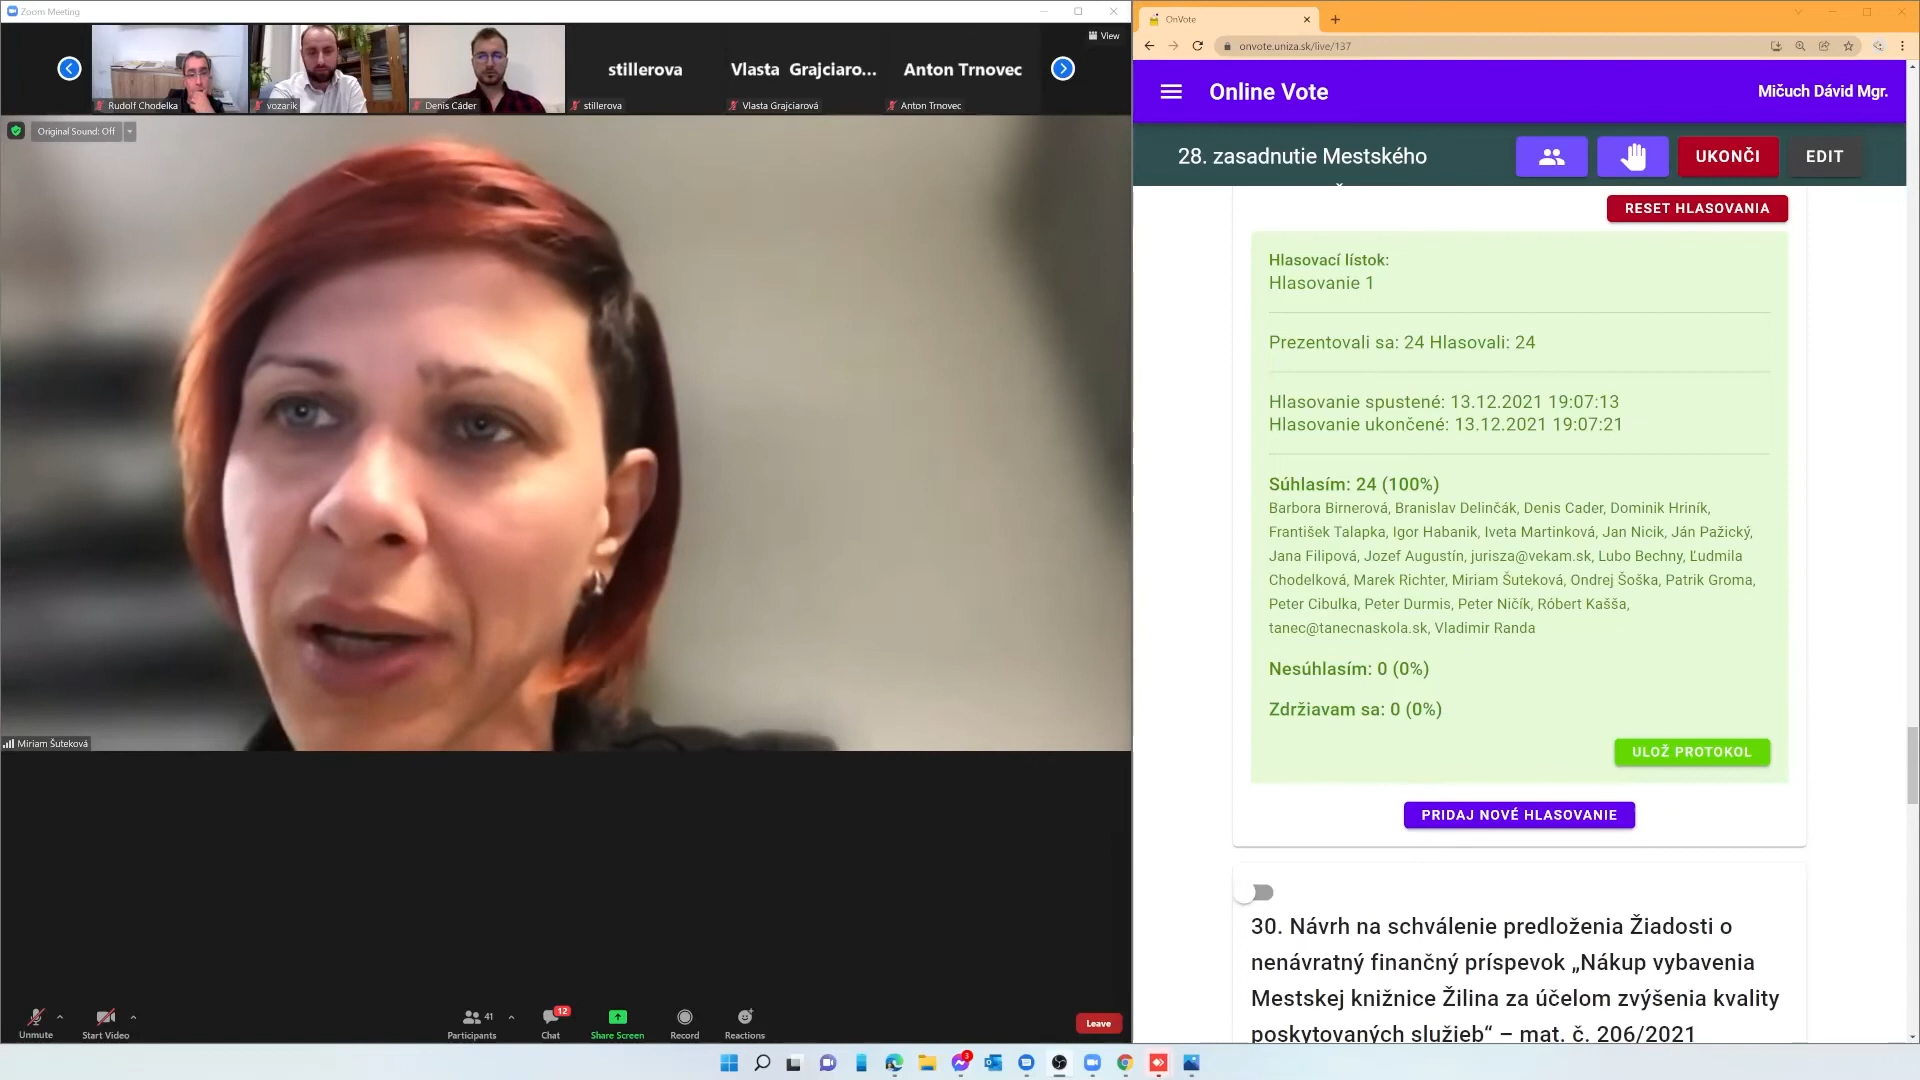 Zoom Meeting
View
Rudolf Chodelka
vozarik
Denis Cáder
stillerova
stillerova
Vlasta Grajciaro...
Vlasta Grajciarová
Anton Trnovec
Anton Trnovec
Original Sound: Off
Miriam Šuteková
Unmute
Start Video
41
Participants
12
Chat
Share Screen
Record
Reactions
Leave
OnVote
onvote.uniza.sk/live/137
Online Vote
Mičuch Dávid Mgr.
28. zasadnutie Mestského
UKONČI
EDIT
RESET HLASOVANIA
Hlasovací lístok:
Hlasovanie 1
Prezentovali sa: 24 Hlasovali: 24
Hlasovanie spustené: 13.12.2021 19:07:13
Hlasovanie ukončené: 13.12.2021 19:07:21
Súhlasím: 24 (100%)
Barbora Birnerová, Branislav Delinčák, Denis Cader, Dominik Hriník,
František Talapka, Igor Habanik, Iveta Martinková, Jan Nicik, Ján Pažický,
Jana Filipová, Jozef Augustín, jurisza@vekam.sk, Lubo Bechny, Ľudmila
Chodelková, Marek Richter, Miriam Šuteková, Ondrej Šoška, Patrik Groma,
Peter Cibulka, Peter Durmis, Peter Ničík, Róbert Kašša,
tanec@tanecnaskola.sk, Vladimir Randa
Nesúhlasím: 0 (0%)
Zdržiavam sa: 0 (0%)
ULOŽ PROTOKOL
PRIDAJ NOVÉ HLASOVANIE
30. Návrh na schválenie predloženia Žiadosti o
nenávratný finančný príspevok „Nákup vybavenia
Mestskej knižnice Žilina za účelom zvýšenia kvality
poskytovaných služieb“ – mat. č. 206/2021
3